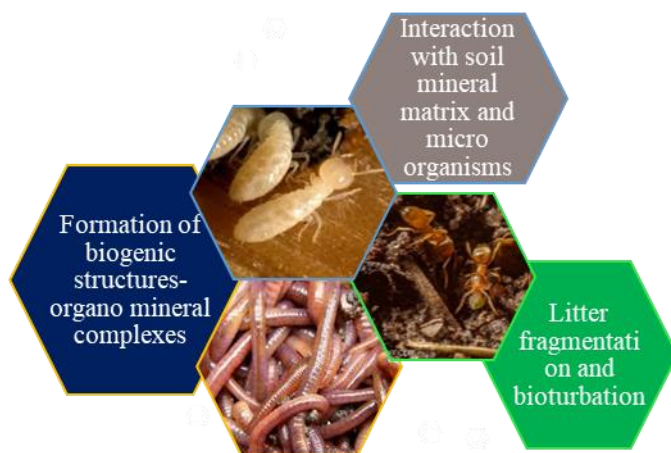 Interaction
with soil
mineral
matrix and
micro
organisms
Formation of
biogenic
structures-
organo mineral
complexes
Litter
fragmentati
on and
bioturbation